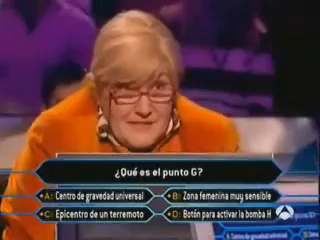 ¿Qué es el punto G?
A: Centro de gravedad universal
B: Zona femenina muy sensible
C: Epicentro de un terremoto
D: Botón para activar la bomba H